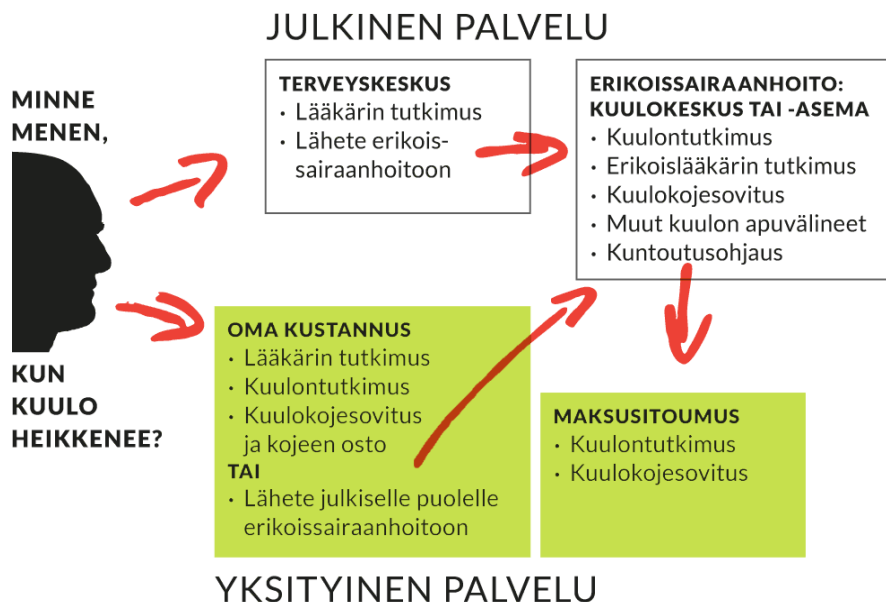 JULKINEN PALVELU
MINNE
MENEN,
KUN
KUULO
HEIKKENEE?
TERVEYSKESKUS
· Lääkärin tutkimus
· Lähete erikois-
sairaanhoitoon
ERIKOISSAIRAANHOITO:
KUULOKESKUS TAI -ASEMA
· Kuulontutkimus
· Erikoislääkärin tutkimus
· Kuulokojesovitus
· Muut kuulon apuvälineet
· Kuntoutusohjaus
OMA KUSTANNUS
· Lääkärin tutkimus
· Kuulontutkimus
· Kuulokojesovitus
ja kojeen osto
TAI
· Lähete julkiselle puolelle
erikoissairaanhoitoon
MAKSUSITOUMUS
· Kuulontutkimus
· Kuulokojesovitus
YKSITYINEN PALVELU